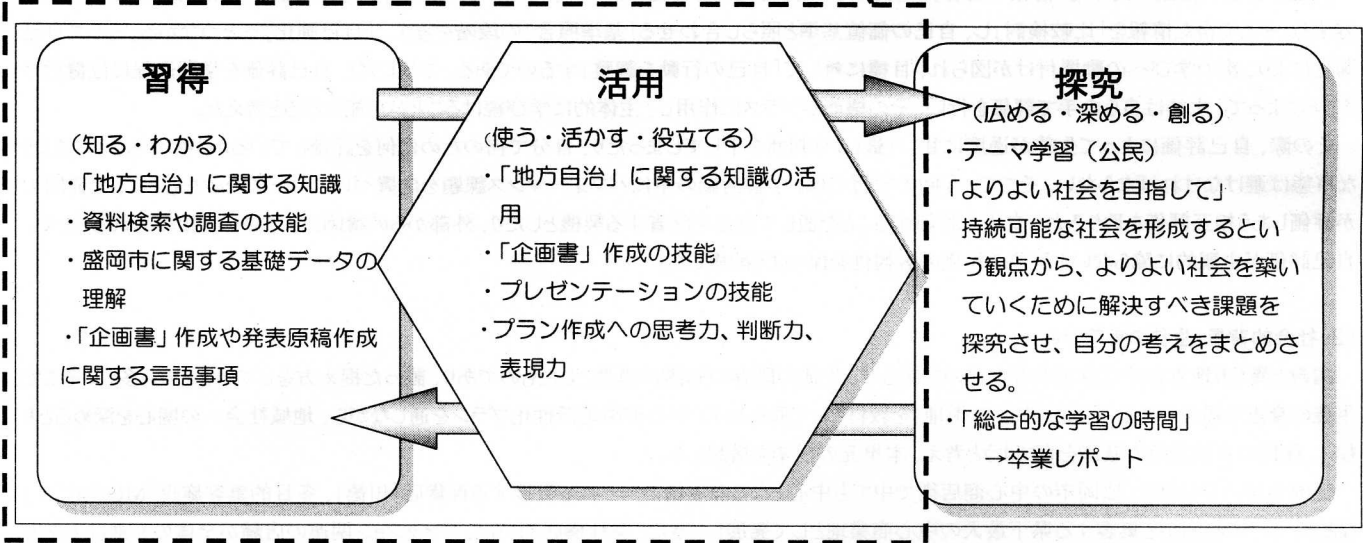 習得
（知る・わかる）
・「地方自治」に関する知識
・資料検索や調査の技能
・盛岡市に関する基礎データの
理解
・「企画書」作成や発表原稿作成
に関する言語事項
活用
（使う・活かす・役立てる）
・「地方自治」に関する知識の活
用
・「企画書」作成の技能
・プレゼンテーションの技能
・プラン作成への思考力、判断力、
表現力
探究
（広める・深める・創る）
・テーマ学習（公民）
「よりよい社会を目指して」
持続可能な社会を形成するとい
う観点から、よりよい社会を築い
ていくために解決すべき課題を
探究させ、自分の考えをまとめさ
せる。
・「総合的な学習の時間」
→卒業レポート